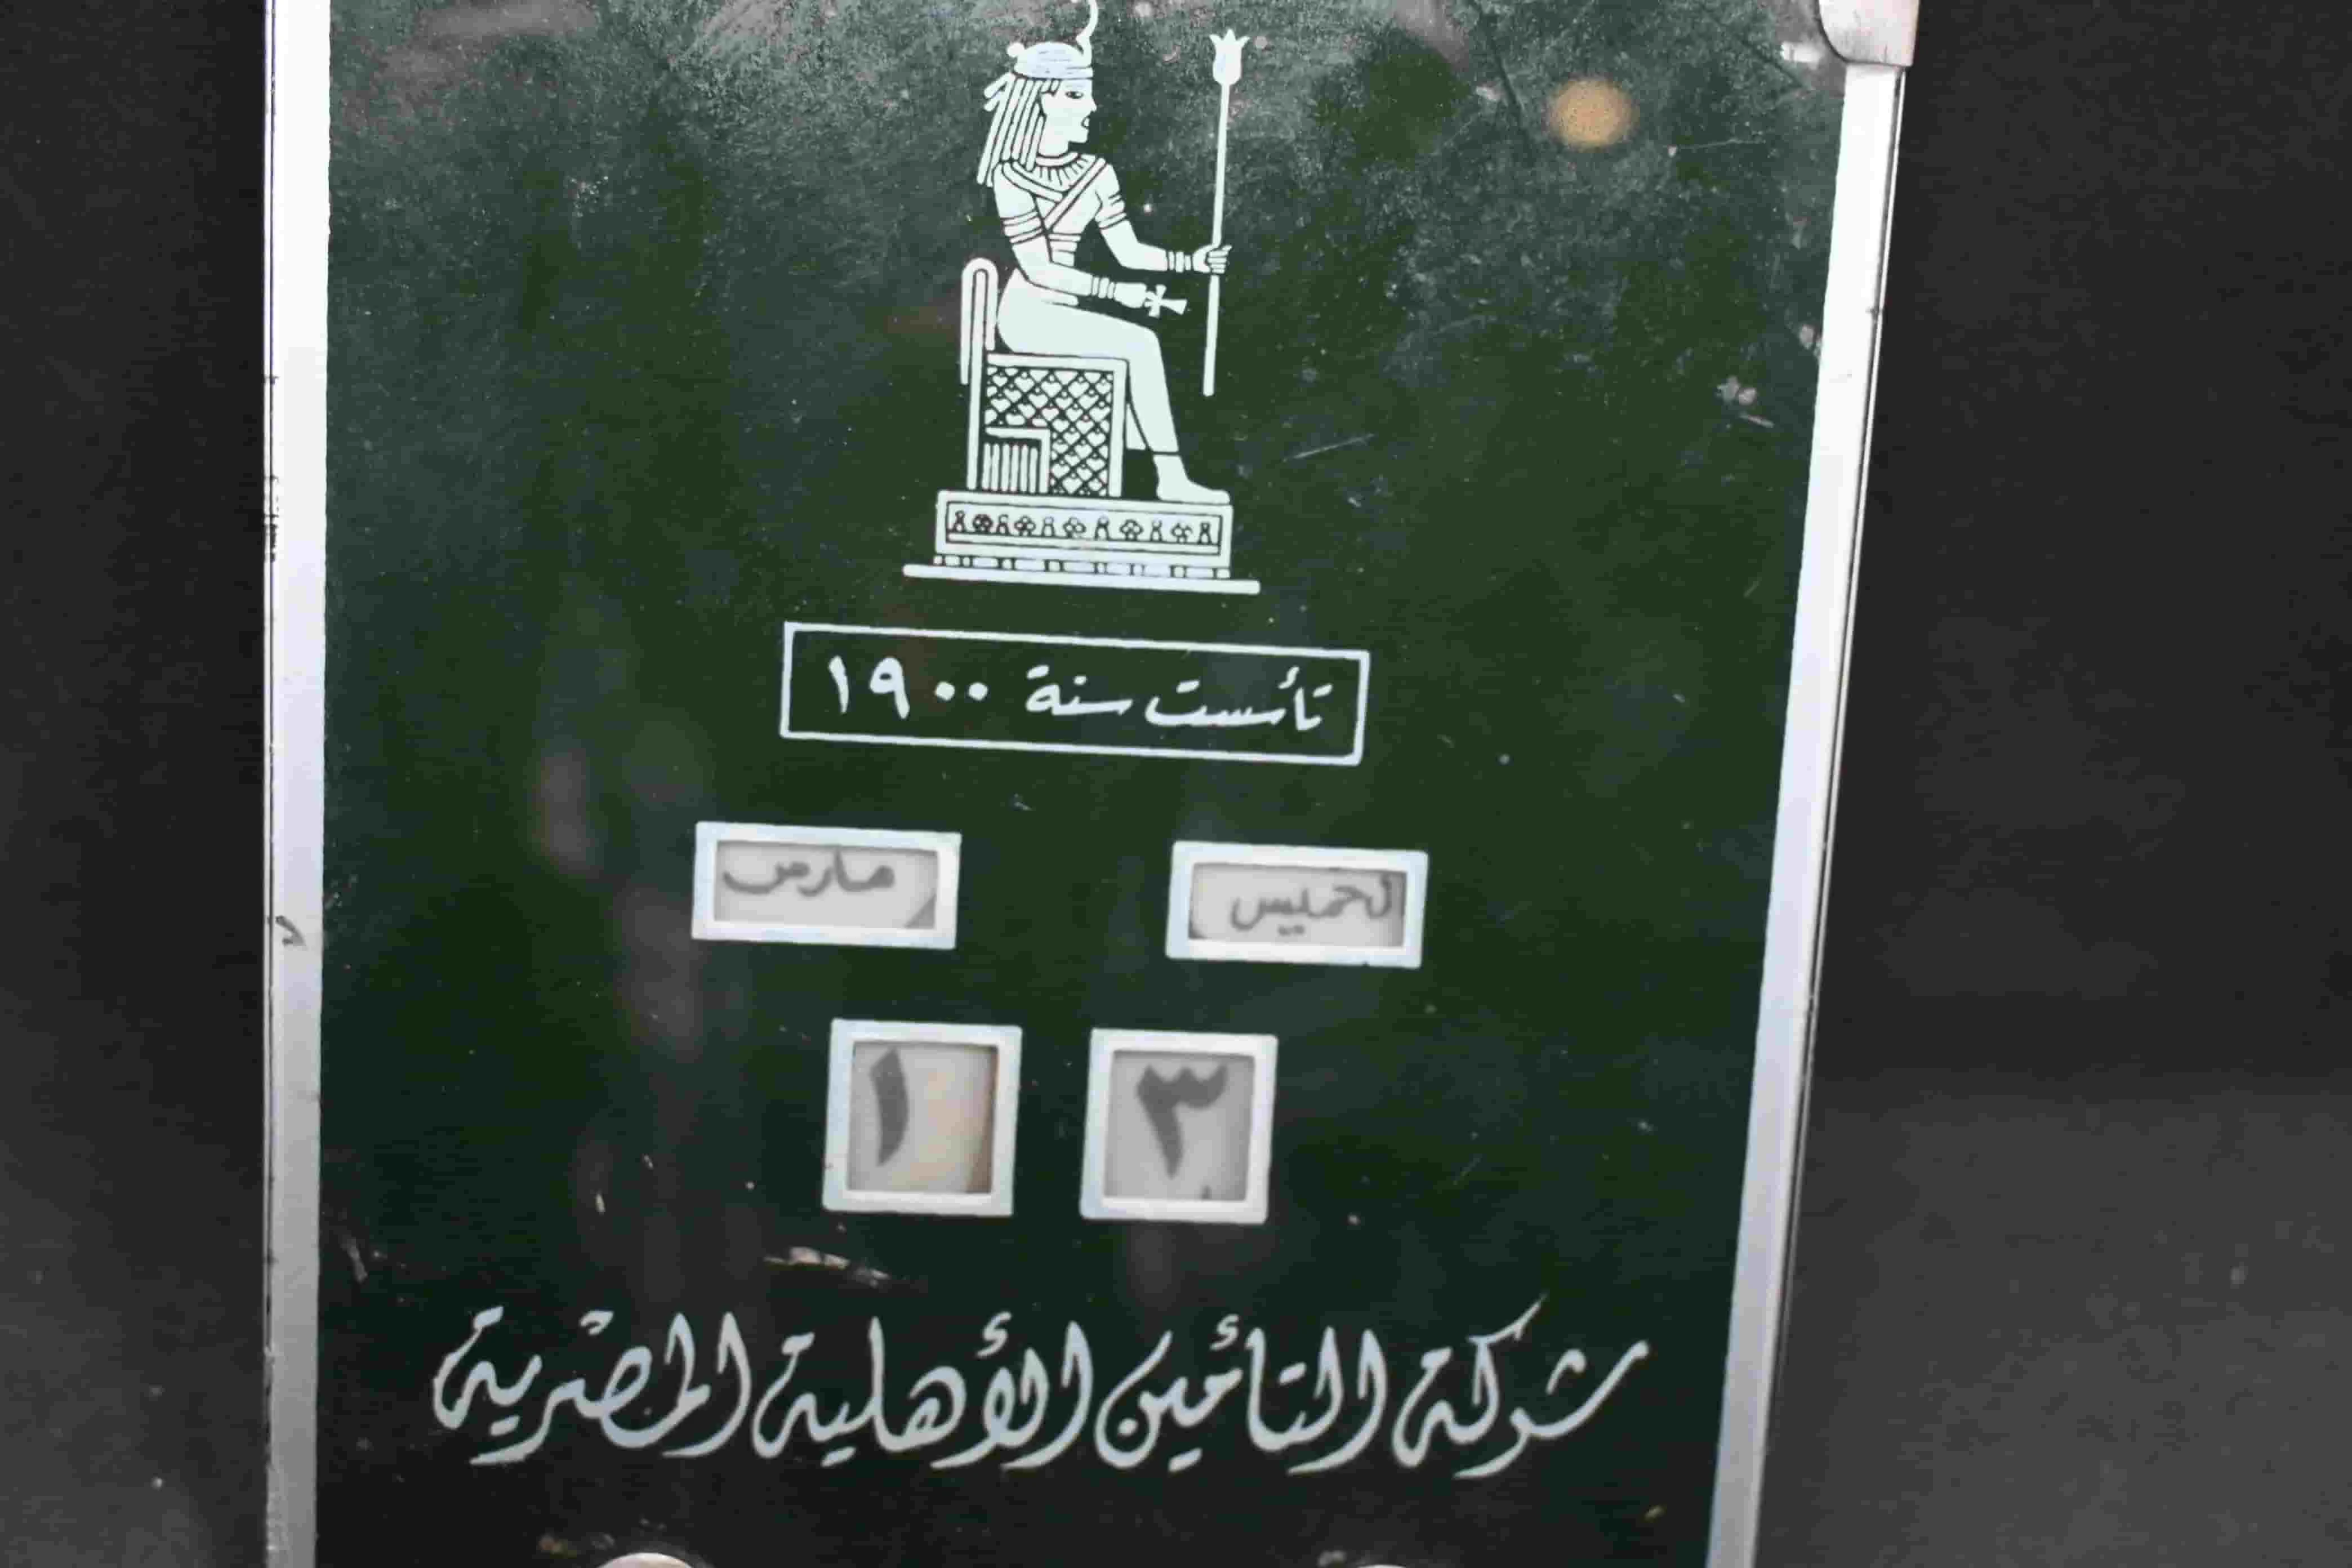 تأسست سنة ١٩٠٠
الخميس مارس
١٣
شركة التأمين الأهلية المصرية